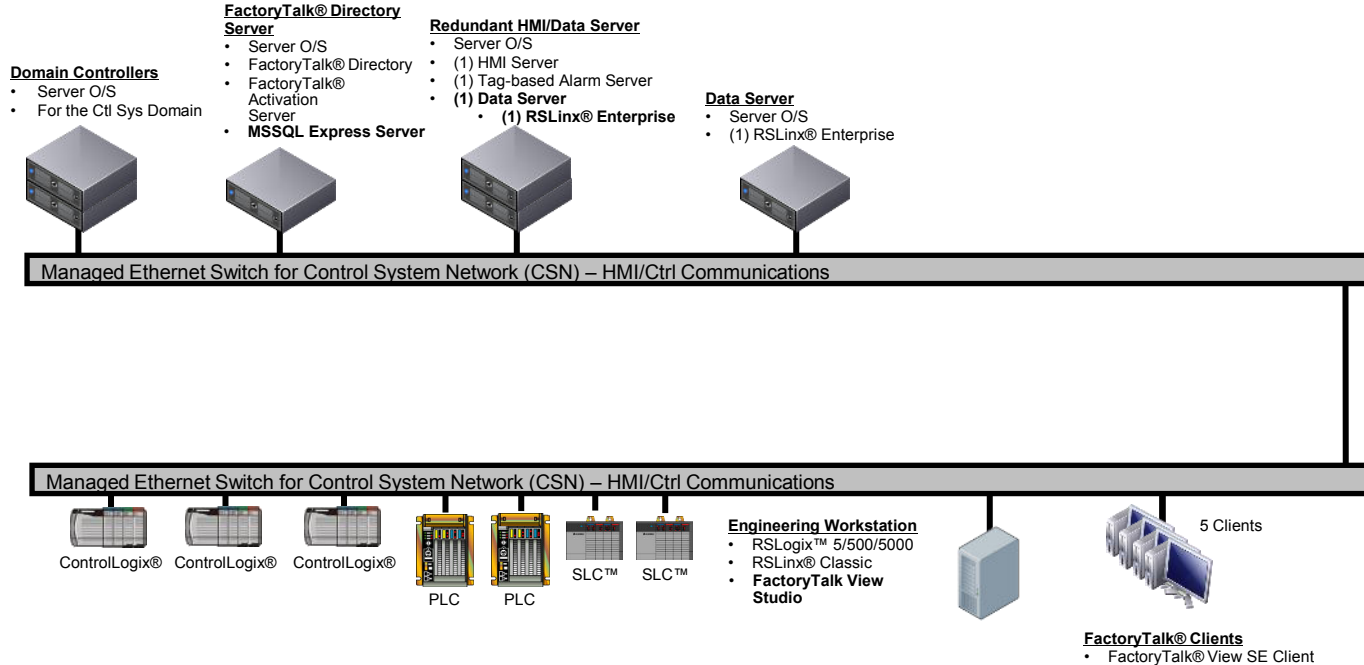 Domain Controllers
• Server O/S
• For the Ctl Sys Domain
FactoryTalk® Directory
Server
• Server O/S
• FactoryTalk® Directory
• FactoryTalk®
Activation
Server
• MSSQL Express Server
Redundant HMI/Data Server
• Server O/S
• (1) HMI Server
• (1) Tag-based Alarm Server
• (1) Data Server
• (1) RSLinx® Enterprise
Data Server
• Server O/S
• (1) RSLinx® Enterprise
Managed Ethernet Switch for Control System Network (CSN) – HMI/Ctrl Communications
Managed Ethernet Switch for Control System Network (CSN) – HMI/Ctrl Communications
ControlLogix®
ControlLogix®
ControlLogix®
PLC
PLC
SLC™
SLC™
Engineering Workstation
• RSLogix™ 5/500/5000
• RSLinx® Classic
• FactoryTalk View
Studio
5 Clients
FactoryTalk® Clients
• FactoryTalk® View SE Client